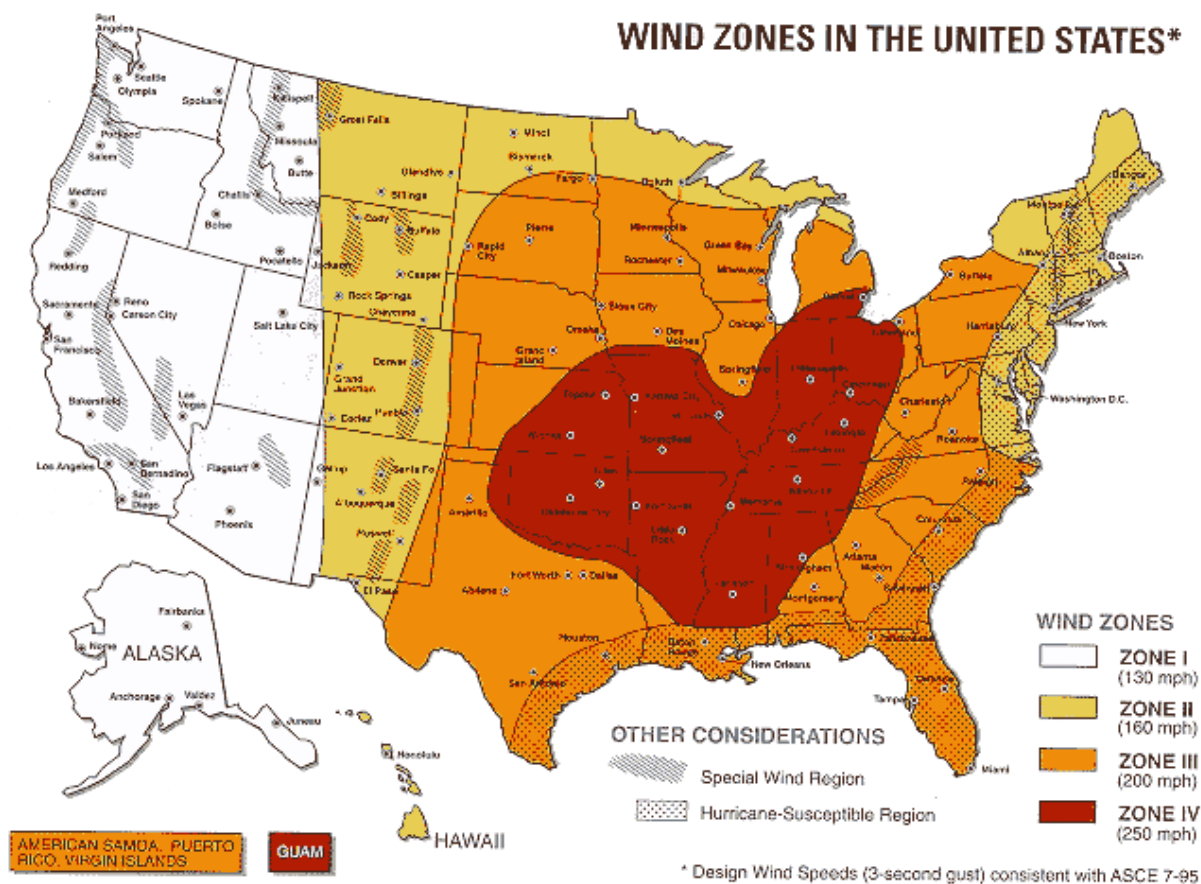 WIND ZONES IN THE UNITED STATES*
Port
Angeles
Seattle
Olympia
Spokane
Kalispell
Great Falls
Minot
Portland
Salem
Missoula
Butte
Glendive
Bismarck
Fargo
Duluth
Bangor
Medford
Challis
Billings
Boise
Cody
Buffalo
Pierre
Minneapolis
Green Bay
Montpelier
Redding
Pocatello
Jackson
Casper
Rapid
City
Rochester
Milwaukee
Buffalo
Albany
Boston
Sacramento
Reno
Carson City
Rock Springs
Cheyenne
Sioux City
Des
Moines
Chicago
Harrisburg
New York
San
Francisco
Salt Lake City
Omaha
Grand
Island
Denver
Grand
Junction
Springfield
Las
Vegas
Bakersfield
Pueblo
Topeka
Kansas City
Charleston
Washington D.C.
Roanoke
Los Angeles
San
Bernadino
Flagstaff
Santa Fe
Wichita
Springfield
San
Diego
Phoenix
Albuquerque
Amarillo
Oklahoma City
Little
Rock
Memphis
Roswell
El Paso
Abilene
Fort Worth
Dallas
Birmingham
Montgomery
Macon
Houston
Baton
Rouge
New Orleans
San Antonio
Tampa
Miami
Fairbanks
Nome
ALASKA
Anchorage
Valdez
Juneau
Honolulu
HAWAII
OTHER CONSIDERATIONS
Special Wind Region
Hurricane-Susceptible Region
WIND ZONES
ZONE I
(130 mph)
ZONE II
(160 mph)
ZONE III
(200 mph)
ZONE IV
(250 mph)
AMERICAN SAMOA, PUERTO
RICO, VIRGIN ISLANDS
GUAM
* Design Wind Speeds (3-second gust) consistent with ASCE 7-95